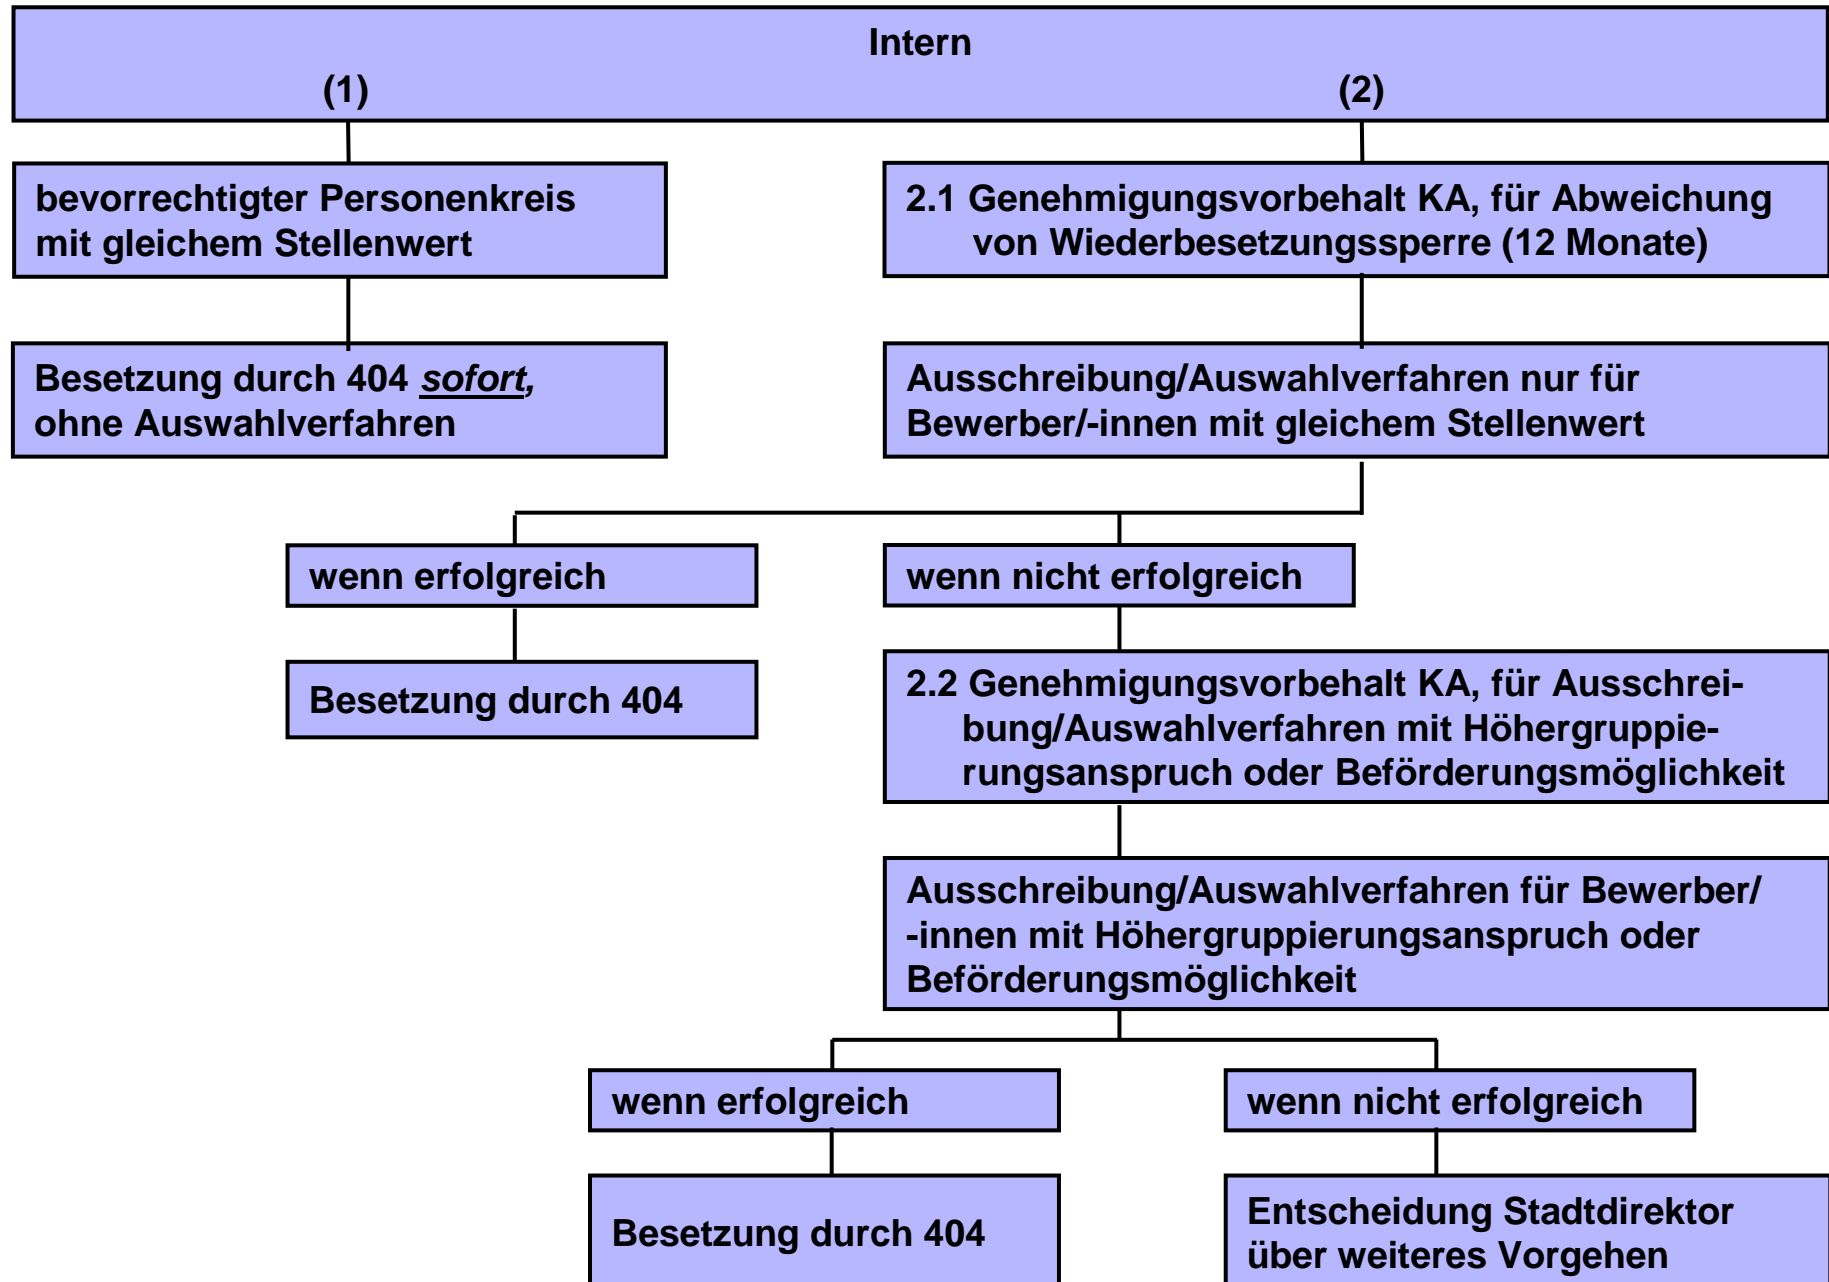 Intern
(1) (2)
bevorrechtigter Personenkreis
mit gleichem Stellenwert
2.1 Genehmigungsvorbehalt KA, für Abweichung
von Wiederbesetzungssperre (12 Monate)
Besetzung durch 404 sofort,
ohne Auswahlverfahren
Ausschreibung/Auswahlverfahren nur für
Bewerber/-innen mit gleichem Stellenwert
wenn erfolgreich
wenn nicht erfolgreich
Besetzung durch 404
2.2 Genehmigungsvorbehalt KA, für Ausschrei-
bung/Auswahlverfahren mit Höhergruppie-
rungsanspruch oder Beförderungsmöglichkeit
Ausschreibung/Auswahlverfahren für Bewerber/
-innen mit Höhergruppierungsanspruch oder
Beförderungsmöglichkeit
wenn erfolgreich
wenn nicht erfolgreich
Besetzung durch 404
Entscheidung Stadtdirektor
über weiteres Vorgehen